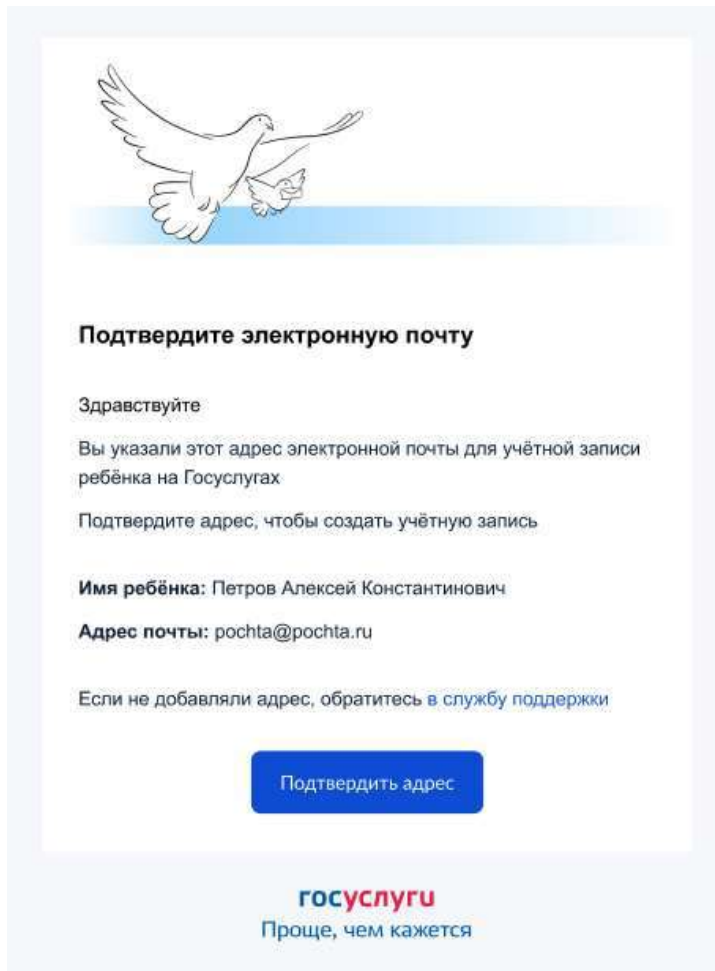 Подтвердите электронную почту
Здравствуйте
Вы указали этот адрес электронной почты для учётной записи
ребёнка на Госуслугах
Подтвердите адрес, чтобы создать учётную запись
Имя ребёнка: Петров Алексей Константинович
Адрес почты: pochta@pochta.ru
Если не добавляли адрес, обратитесь в службу поддержки
Подтвердить адрес
госуслуги
Проще, чем кажется